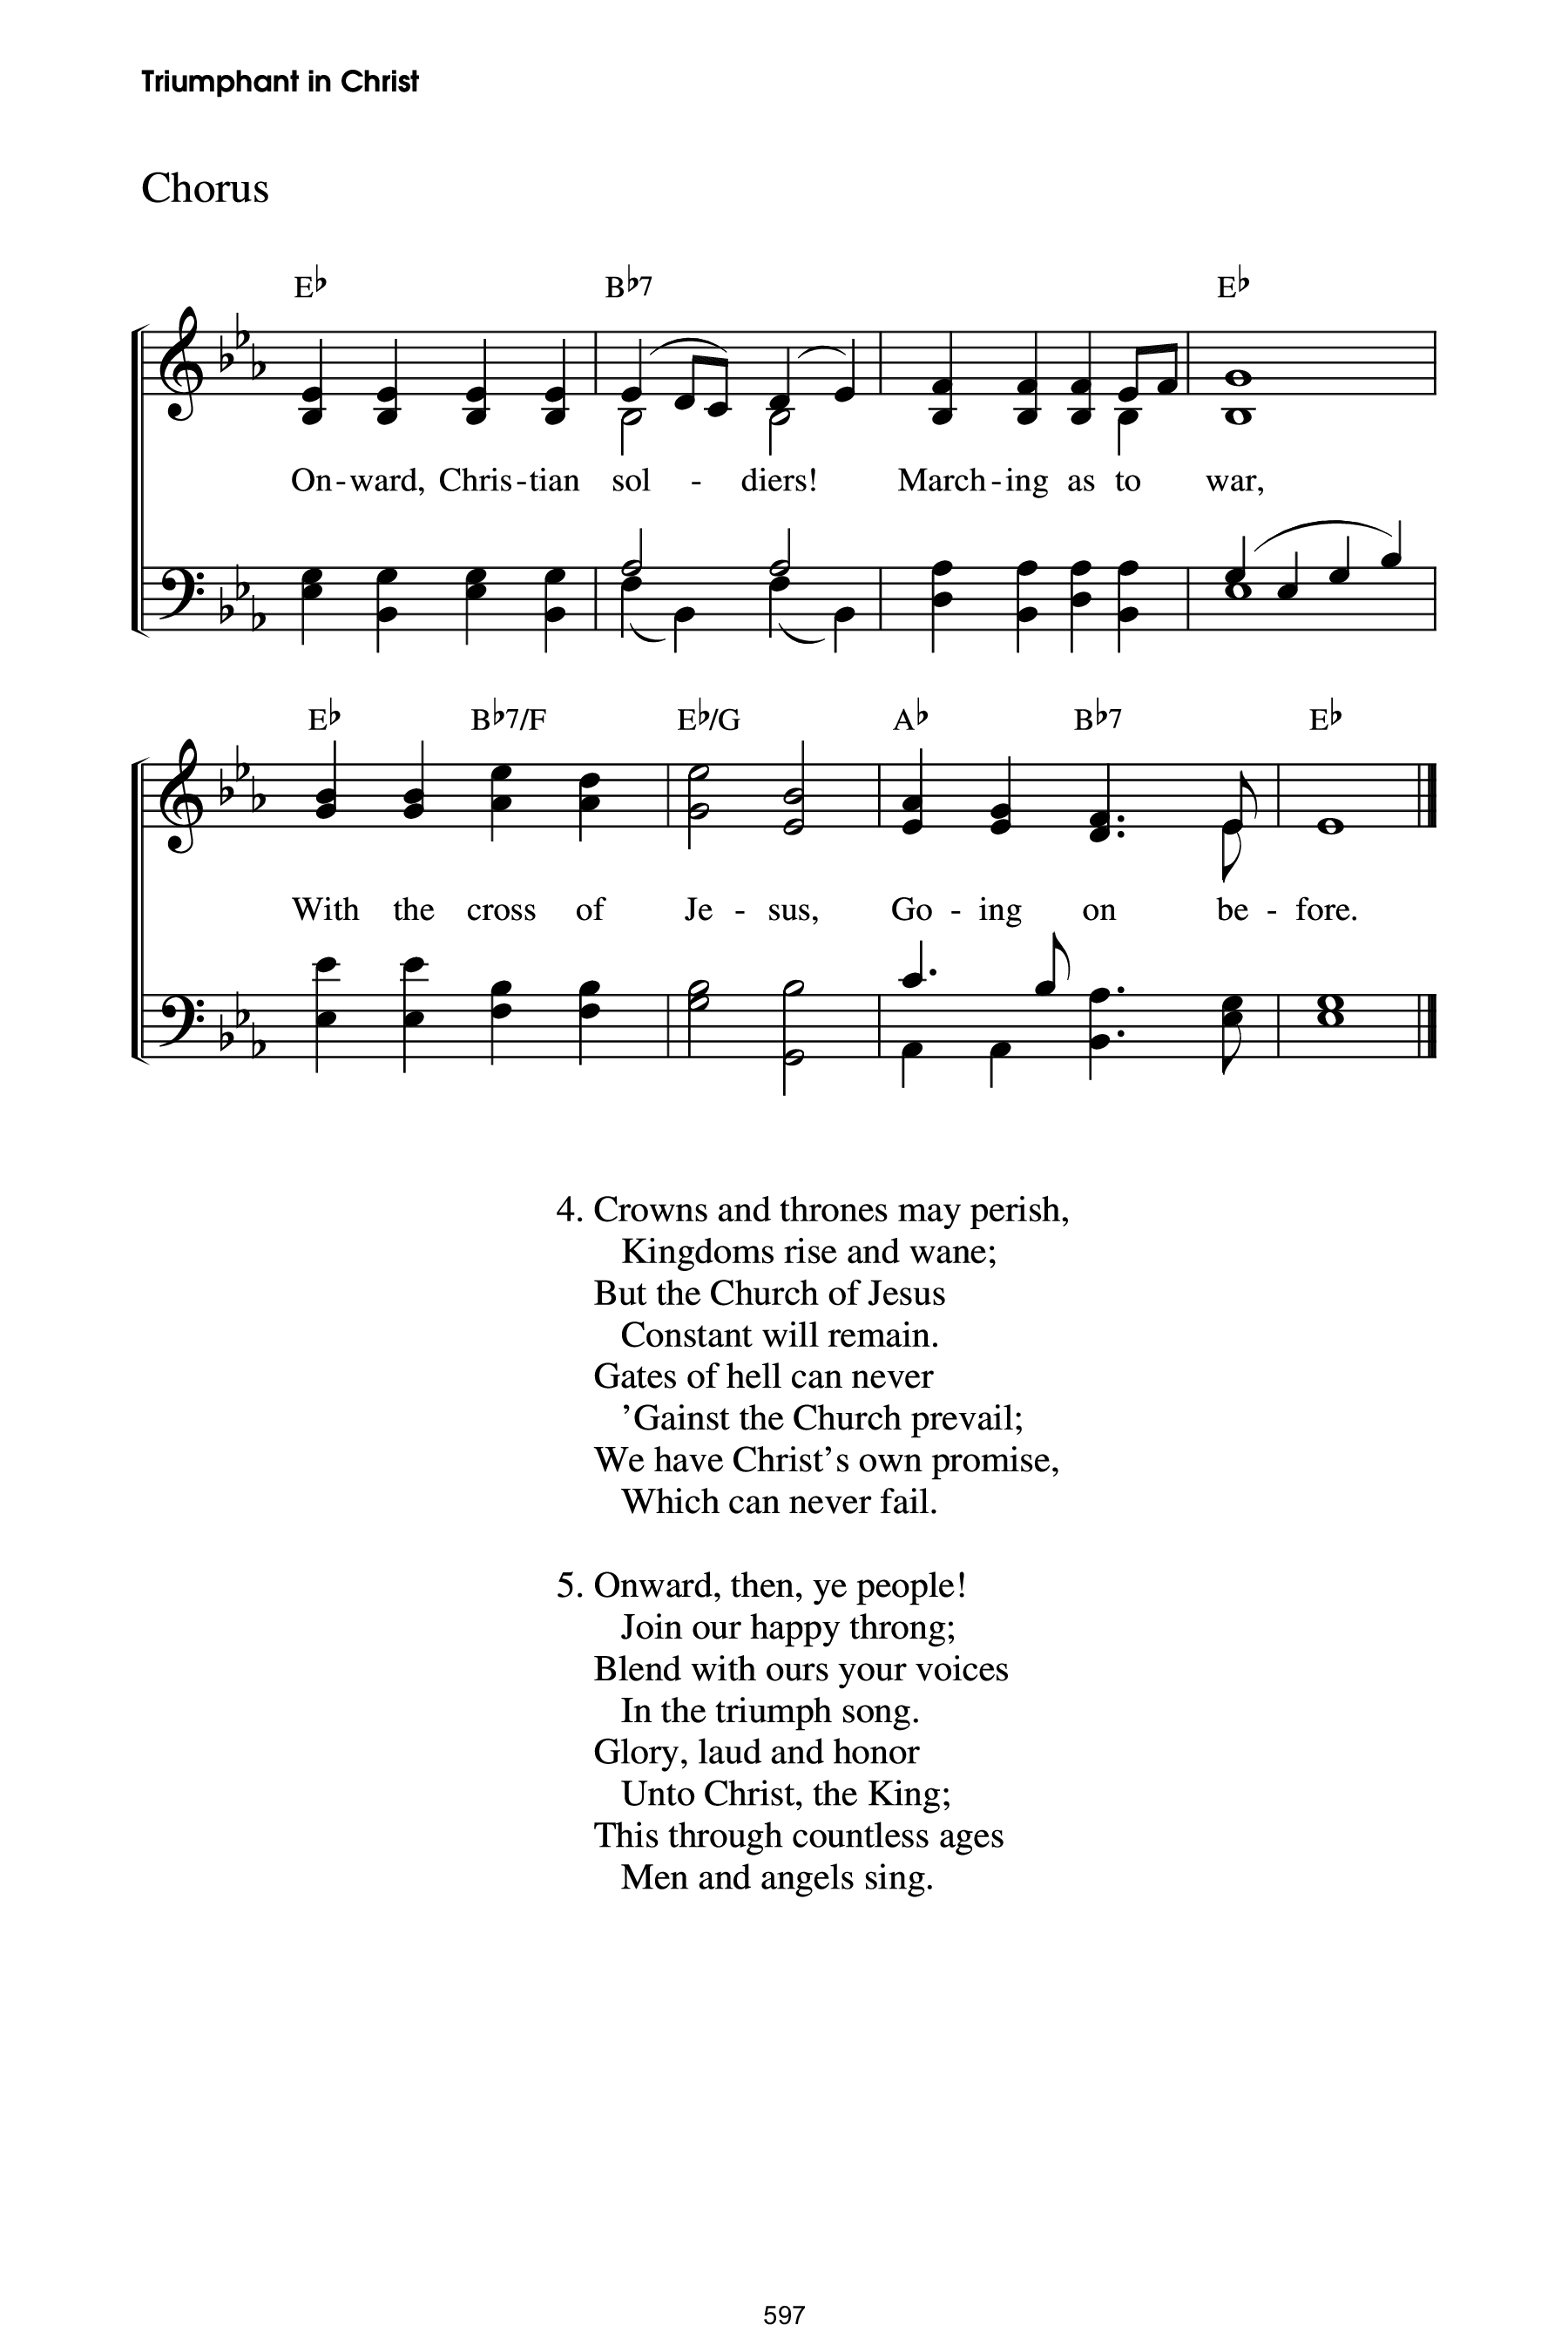 Triumphant in Christ
Chorus
E♭ B♭7 E♭
On - ward, Chris - tian sol - diers! March - ing as to war,
E♭ B♭7/F E♭/G A♭ B♭7 E♭
With the cross of Je - sus, Go - ing on be - fore.
4. Crowns and thrones may perish,
Kingdoms rise and wane;
But the Church of Jesus
Constant will remain.
Gates of hell can never
’Gainst the Church prevail;
We have Christ’s own promise,
Which can never fail.
5. Onward, then, ye people!
Join our happy throng;
Blend with ours your voices
In the triumph song.
Glory, laud and honor
Unto Christ, the King;
This through countless ages
Men and angels sing.
597